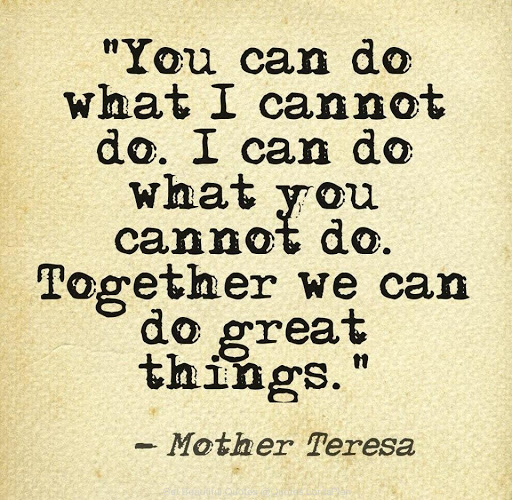 "You can do
what I cannot
do. I can do
what you
cannot do.
Together we can
do great
things."
– Mother Teresa